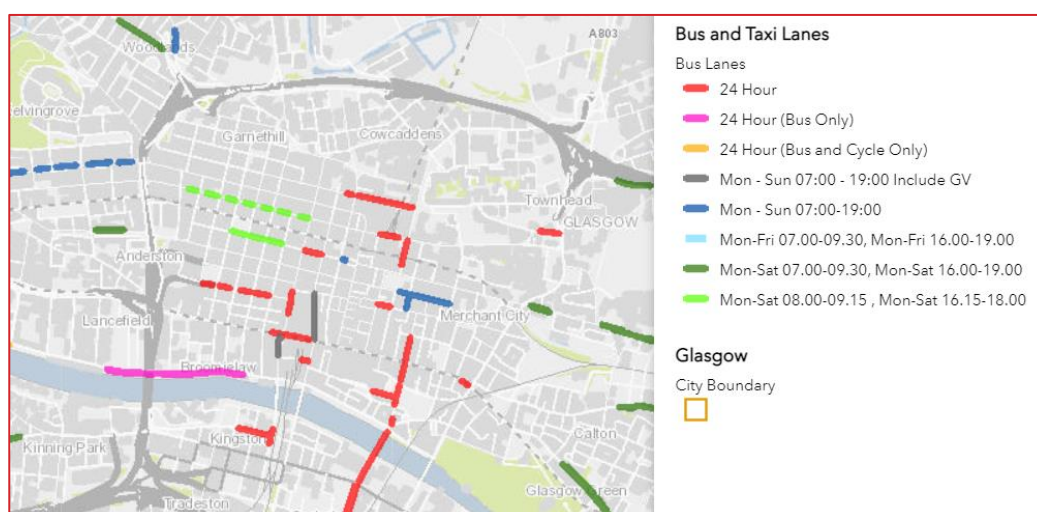 Woodlands
A803
elvingrove
Garnethill
Cowcaddens
Townhead
GLASGOW
Anderston
Merchant City
Lancefield
Broomielaw
Kingston
Calton
Kinning Park
Glasgow Green
Tradeston
Bus and Taxi Lanes
Bus Lanes
24 Hour
24 Hour (Bus Only)
24 Hour (Bus and Cycle Only)
Mon - Sun 07:00 - 19:00 Include GV
Mon - Sun 07:00-19:00
Mon-Fri 07.00-09.30, Mon-Fri 16.00-19.00
Mon-Sat 07.00-09.30, Mon-Sat 16.00-19.00
Mon-Sat 08.00-09.15 , Mon-Sat 16.15-18.00
Glasgow
City Boundary